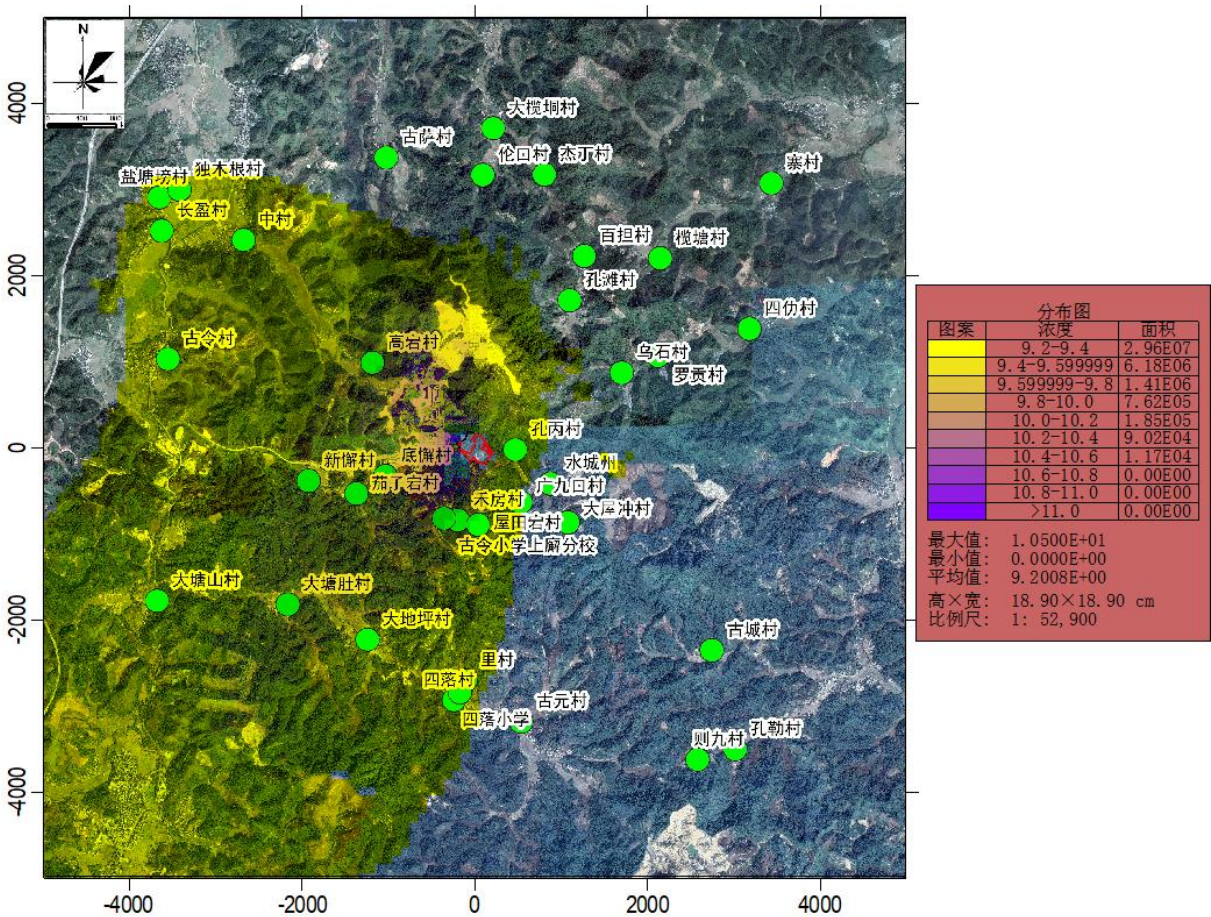 N
4000
2000
0
-2000
-4000
大榄垌村
古萨村
伦口村
杰丁村
寨村
盐塘塝村
独木根村
长盈村
中村
百担村
榄塘村
孔滩村
四仂村
古令村
高宕村
乌石村
罗贡村
孔丙村
新懈村
底懈村
水城州
茄了宕村
禾房村
广九口村
屋田宕村
大屋冲村
古令小学上廊分校
大塘山村
大塘肚村
大地坪村
里村
四落村
四落小学
古元村
古城村
则九村
孔勒村
-4000
-2000
0
2000
4000
分布图
图案 浓度 面积
9.2-9.4 2.96E07
9.4-9.599999 6.18E06
9.599999-9.8 1.41E06
9.8-10.0 7.62E05
10.0-10.2 1.85E05
10.2-10.4 9.02E04
10.4-10.6 1.17E04
10.6-10.8 0.00E00
10.8-11.0 0.00E00
>11.0 0.00E00
最大值: 1.0500E+01
最小值: 0.0000E+00
平均值: 9.2008E+00
高×宽: 18.90×18.90 cm
比例尺: 1: 52,900